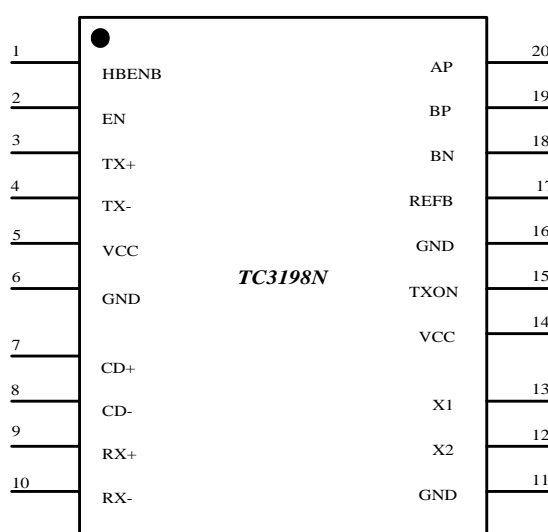 1 HBENB AP 20
2 EN BP 19
3 TX+ BN 18
4 TX- REFB 17
5 VCC GND 16
6 GND TC3198N TXON 15
VCC 14
7 CD+
8 CD- X1 13
9 RX+ X2 12
10 RX- GND 11